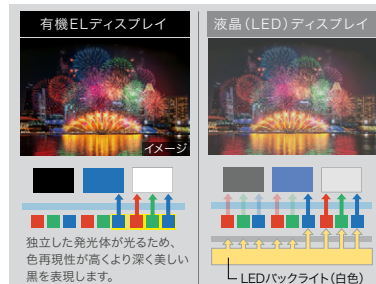 有機ELディスプレイ
イメージ
独立した発光体が光るため、
色再現性が高くより深く美しい
黒を表現します。
液晶(LED)ディスプレイ
LEDバックライト(白色)